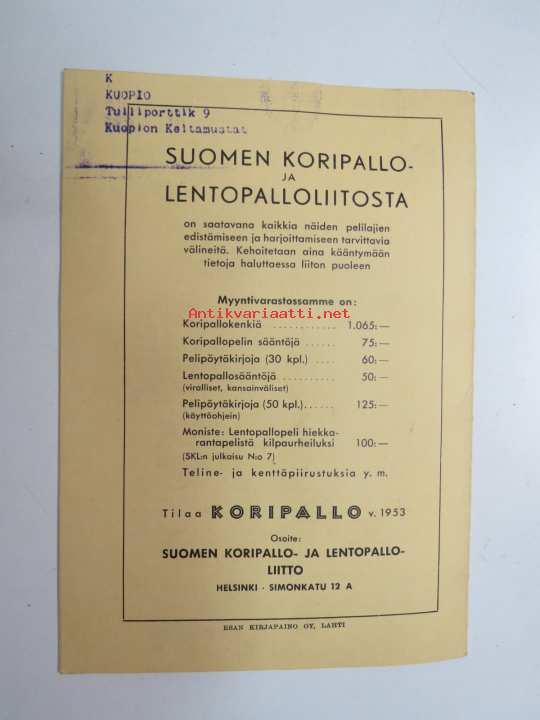 K
KUOPIO
Tulliporttik 9
Kuopion Keltamustat
SUOMEN KORIPALLO-
JA
LENTOPALLOLIITOSTA
on saatavana kaikkia näiden pelilajien
edistämiseen ja harjoittamiseen tarvittavia
välineitä. Kehoitetaan aina kääntymään
tietoja haluttaessa liiton puoleen
Myyntivarastossamme on:
Antikvariaatti.net
Koripallokenkiä ............ 1.065:—
Koripallopelin sääntöjä ...... 75:—
Pelipöytäkirjoja (30 kpl.) .... 60:—
Lentopallosääntöjä .......... 50:—
(viralliset, kansainväliset)
Pelipöytäkirjoja (50 kpl.)...... 125:—
(käyttöohjein)
Moniste: Lentopallopeli hiekka-
rantapelistä kilpaurheiluksi 100:—
(SKL:n julkaisu N:o 7)
Teline- ja kenttäpiirustuksia y. m.
Tilaa KORIPALLO v. 1953
Osoite:
SUOMEN KORIPALLO- JA LENTOPALLO-
LIITTO
HELSINKI - SIMONKATU 12 A
ESAN KIRJAPAINO OY, LAHTI